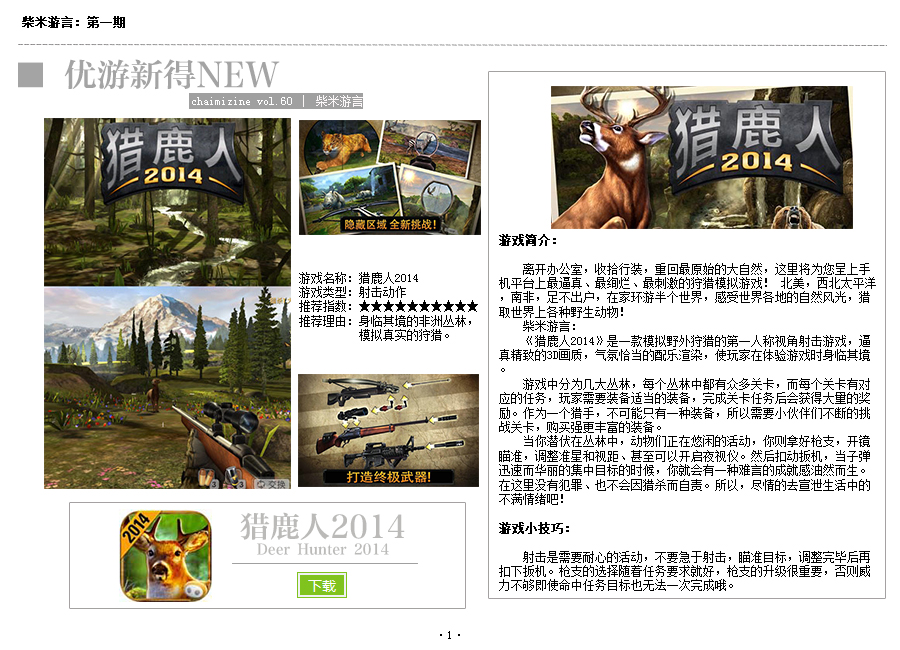 柴米游言：第一期
优游新得NEW
chaimizine vol.60 | 柴米游言
猎鹿人
2014
隐藏区域 全新挑战!
游戏名称：猎鹿人2014
游戏类型：射击动作
推荐指数：★★★★★★★★★★
推荐理由：身临其境的非洲丛林，
模拟真实的狩猎。
3
3
交换
打造终极武器!
2014
猎鹿人2014
Deer Hunter 2014
下载
猎鹿人
2014
游戏简介：
离开办公室，收拾行装，重回最原始的大自然，这里将为您呈上手
机平台上最逼真、最绚烂、最刺激的狩猎模拟游戏！ 北美，西北太平洋
，南非，足不出户，在家环游半个世界，感受世界各地的自然风光，猎
取世界上各种野生动物！
柴米游言：
《猎鹿人2014》是一款模拟野外狩猎的第一人称视角射击游戏，逼
真精致的3D画质，气氛恰当的配乐渲染，使玩家在体验游戏时身临其境
。
游戏中分为几大丛林，每个丛林中都有众多关卡，而每个关卡有对
应的任务，玩家需要装备适当的装备，完成关卡任务后会获得大量的奖
励。作为一个猎手，不可能只有一种装备，所以需要小伙伴们不断的挑
战关卡，购买强更丰富的装备。
当你潜伏在丛林中，动物们正在悠闲的活动，你则拿好枪支，开镜
瞄准，调整准星和视距、甚至可以开启夜视仪。然后扣动扳机，当子弹
迅速而华丽的集中目标的时候，你就会有一种难言的成就感油然而生。
在这里没有犯罪、也不会因猎杀而自责。所以，尽情的去宣泄生活中的
不满情绪吧！
游戏小技巧：
射击是需要耐心的活动，不要急于射击，瞄准目标，调整完毕后再
扣下扳机。枪支的选择随着任务要求就好，枪支的升级很重要，否则威
力不够即使命中任务目标也无法一次完成哦。
·1·